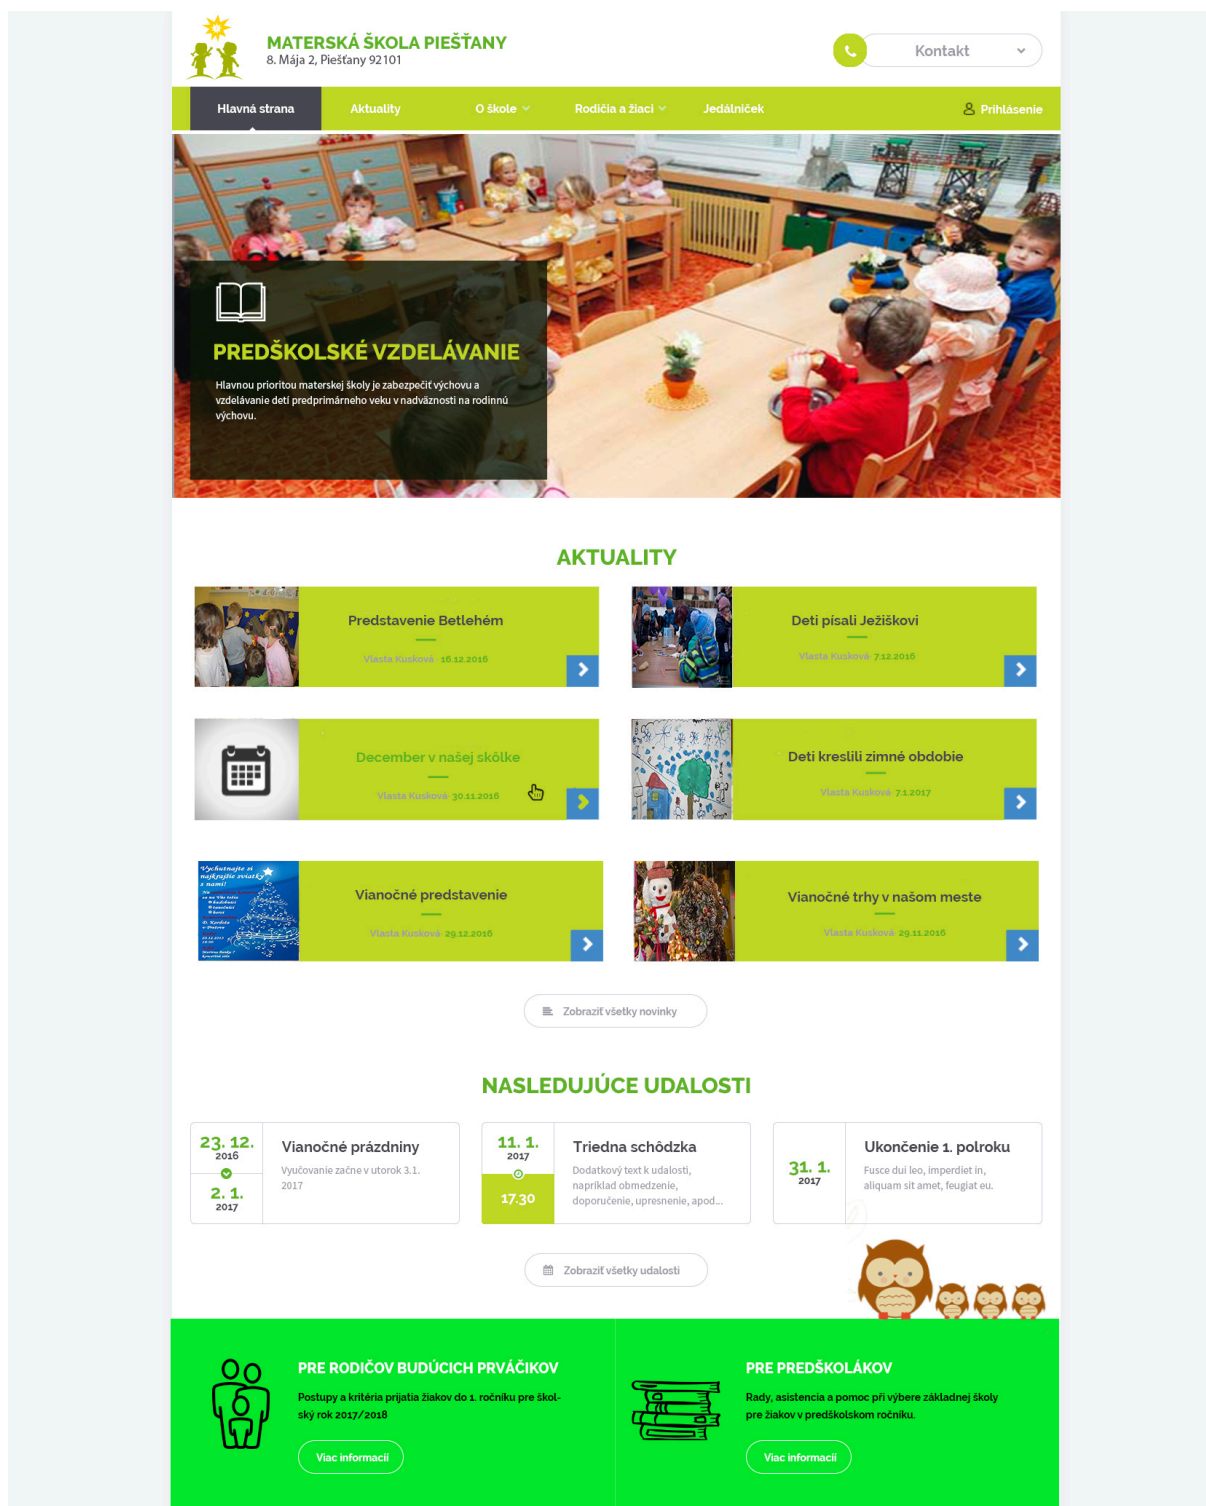 MATERSKÁ ŠKOLA PIEŠŤANY
8. Mája 2, Piešťany 92101
Kontakt
Hlavná strana
Aktuality
O škole
Rodičia a žiaci
Jedálniček
Prihlásenie
PREDŠKOLSKÉ VZDELÁVANIE
Hlavnou prioritou materskej školy je zabezpečiť výchovu a
vzdelávanie detí predprimárneho veku v nadväznosti na rodinnú
výchovu.
AKTUALITY
Predstavenie Betlehém
Vlasta Kusková· 16.12.2016
Deti písali Ježiškovi
Vlasta Kusková· 7.12.2016
December v našej skôlke
Vlasta Kusková· 30.11.2016
Deti kreslili zimné obdobie
Vlasta Kusková· 7.1.2017
Vychutnajte si
najkrajšie sviatky
s nami!
Vianočné predstavenie
Vlasta Kusková· 29.12.2016
Vianočné trhy v našom meste
Vlasta Kusková· 29.11.2016
Zobraziť všetky novinky
NASLEDUJÚCE UDALOSTI
23. 12.
2016
2. 1.
2017
Vianočné prázdniny
Vyučovanie začne v utorok 3.1.
2017
11. 1.
2017
17.30
Triedna schôdzka
Dodatkový text k udalosti,
napríklad obmedzenie,
doporučenie, upresnenie, apod...
31. 1.
2017
Ukončenie 1. polroku
Fusce dui leo, imperdiet in,
aliquam sit amet, feugiat eu.
Zobraziť všetky udalosti
PRE RODIČOV BUDÚCICH PRVÁČIKOV
Postupy a kritéria prijatia žiakov do 1. ročníku pre škol-
ský rok 2017/2018
Viac informacií
PRE PREDŠKOLÁKOV
Rady, asistencia a pomoc při výbere základnej školy
pre žiakov v predškolskom ročníku.
Viac informacií